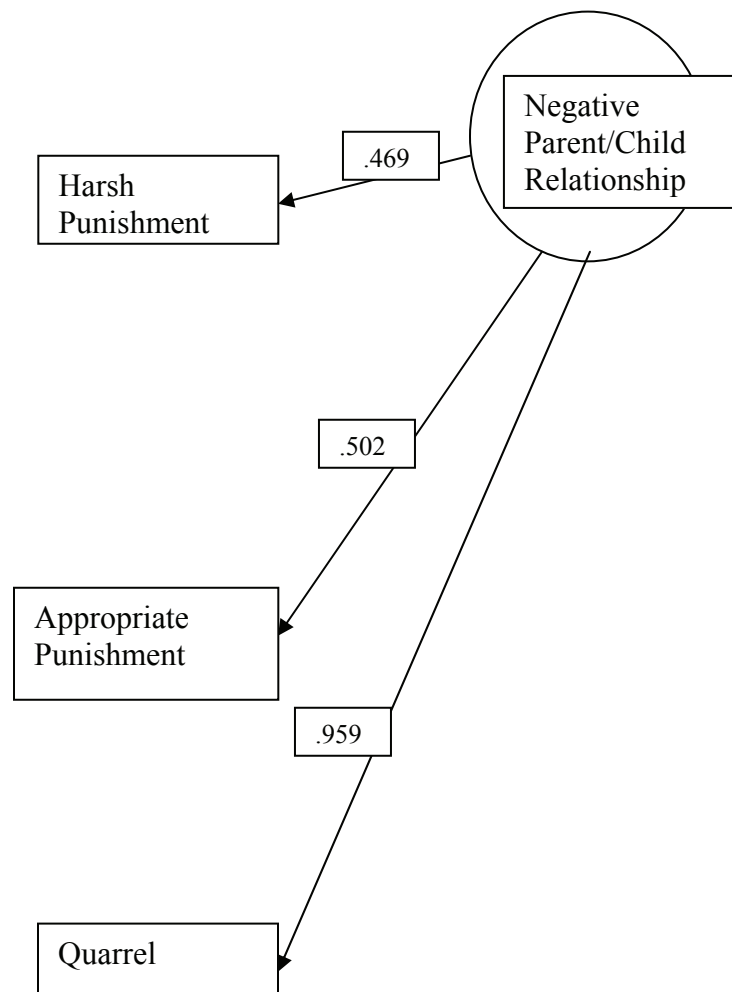 Negative
Parent/Child
Relationship
.469
Harsh
Punishment
.502
Appropriate
Punishment
.959
Quarrel